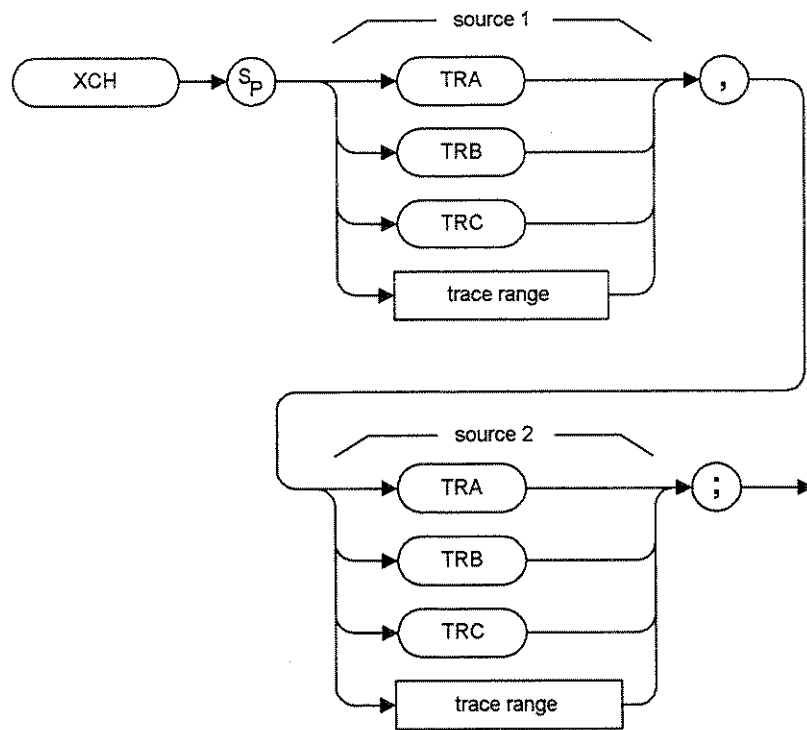 source 1
XCH
SP
TRA
,
TRB
TRC
trace range
source 2
TRA
;
TRB
TRC
trace range